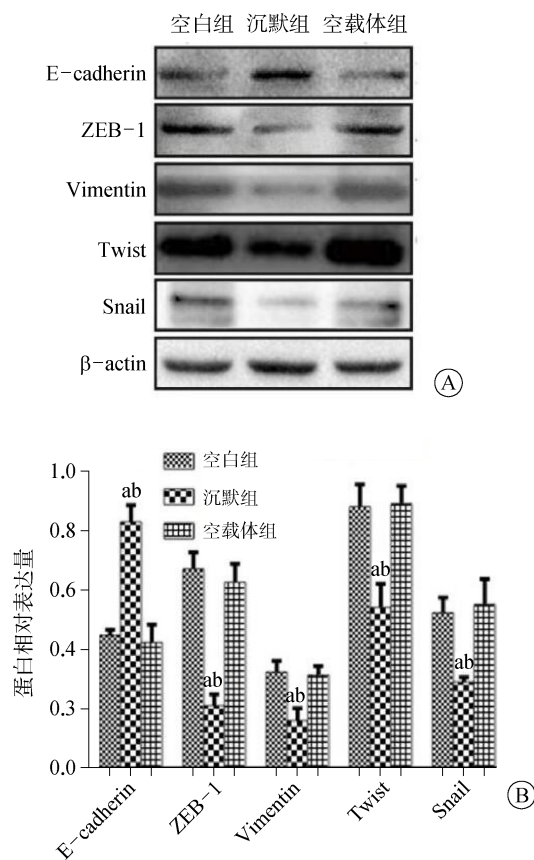 空白组 沉默组 空载体组
E-cadherin
ZEB-1
Vimentin
Twist
Snail
β-actin
A
空白组
沉默组
空载体组
蛋白相对表达量
1.0
0.8
0.6
0.4
0.3
0.0
ab
ab
ab
ab
ab
E-cadherin
ZEB-1
Vimentin
Twist
Snail
B